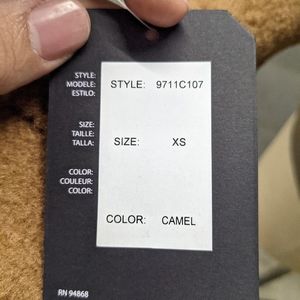 STYLE:
MODELE:
ESTILO:
STYLE: 9711C107
SIZE:
TAILLE:
TALLA:
SIZE: XS
COLOR:
COULEUR:
COLOR:
COLOR: CAMEL
RN 94868